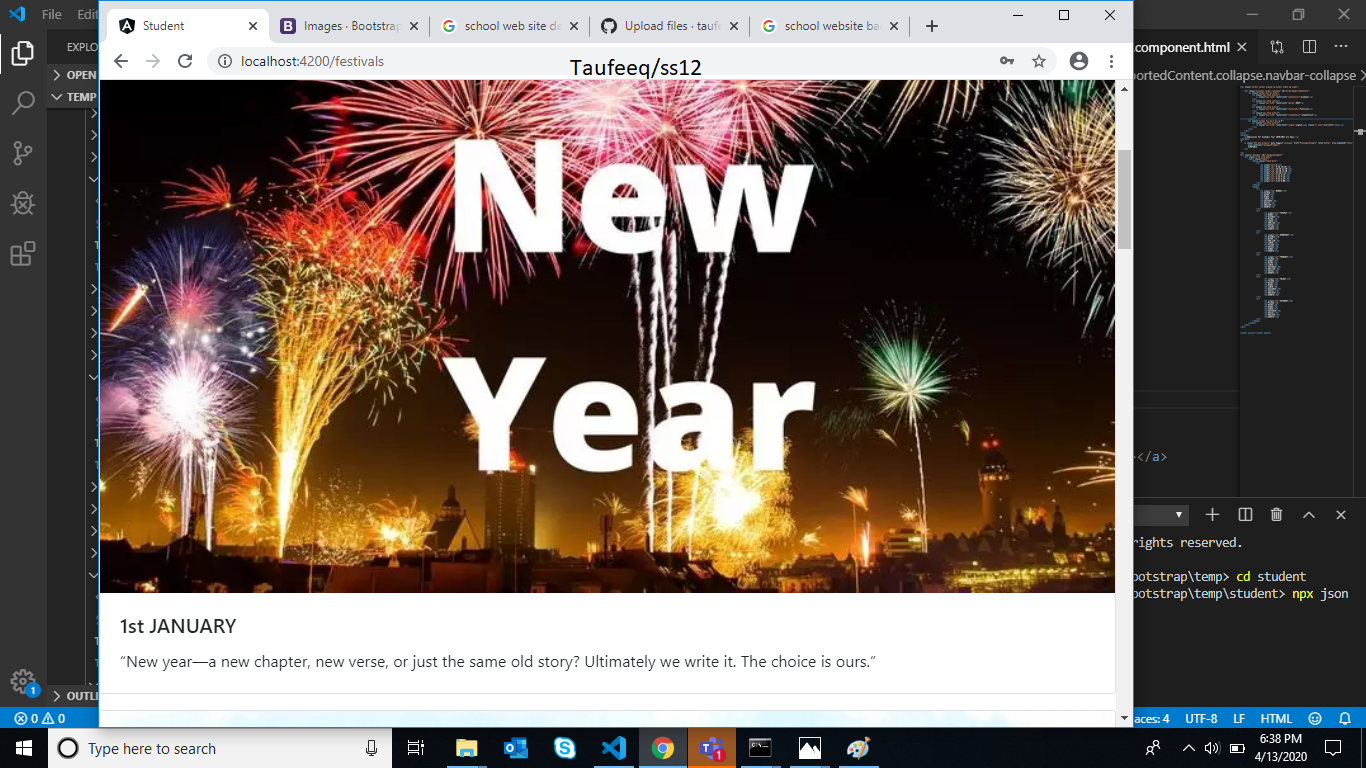 File Edi
EXPLO
OPEN
TEMP
OUTLI
1
0 0
Student
Images · Bootstrap
school web site de
Upload files · taufe
school website ba
localhost:4200/festivals
Taufeeq/ss12
New
Year
1st JANUARY
“New year—a new chapter, new verse, or just the same old story? Ultimately we write it. The choice is ours.”
.component.html
portedContent.collapse.navbar-collapse
></a>
rights reserved.
ootstrap\temp> cd student
ootstrap\temp\student> npx json
aces: 4 UTF-8 LF HTML
Type here to search
1
6:38 PM
4/13/2020